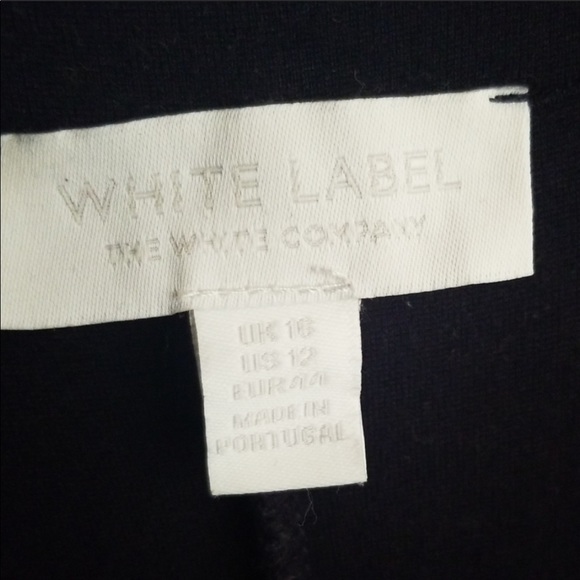 WHITE LABEL
THE WHITE COMPANY
UK 16
US 12
EUR 44
MADE IN
PORTUGAL